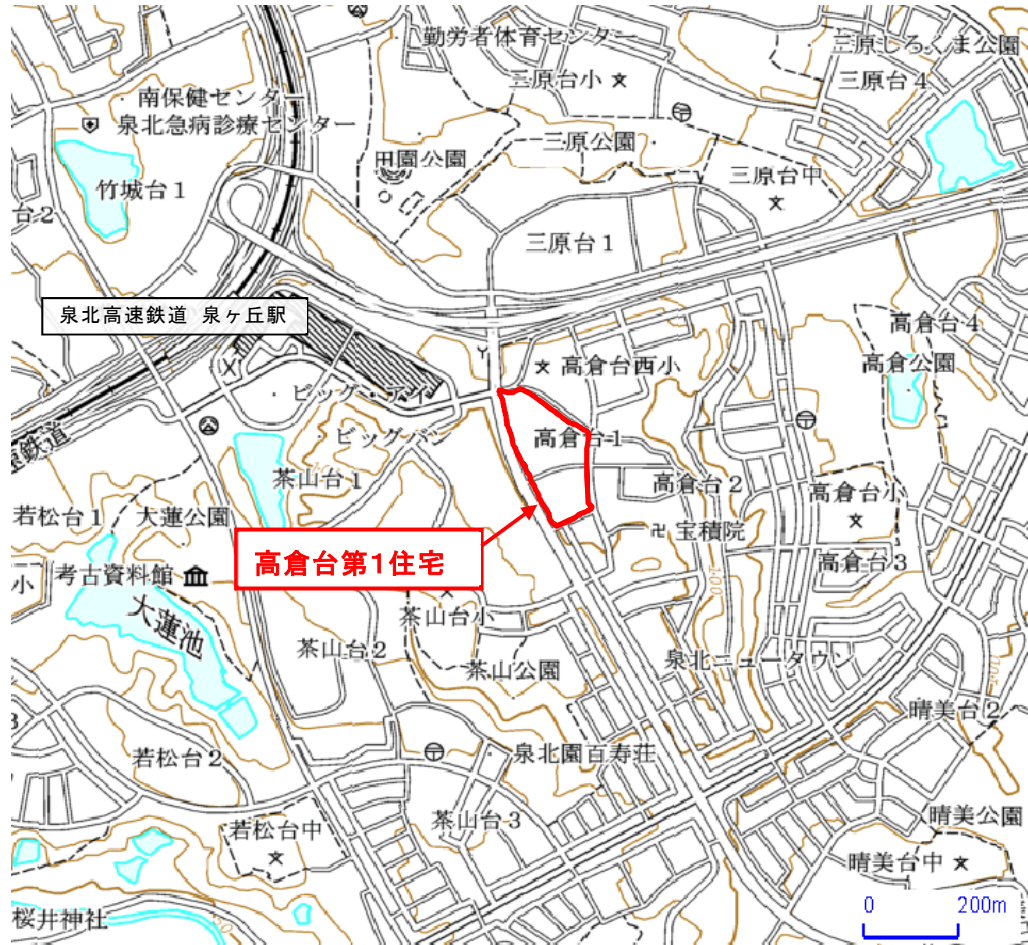 勤労者体育センター
三原しろくま公園
三原台小
三原台4
南保健センター
泉北急病診療センター
三原公園
田園公園
三原台中
竹城台1
台2
三原台1
泉北高速鉄道 泉ヶ丘駅
高倉台4
高倉台西小
高倉公園
ビッグ・アイ
ビッグバン
高倉台1
鉄道
茶山台1
高倉台2
高倉台小
若松台1
大蓮公園
宝積院
高倉台第1住宅
高倉台3
小
考古資料館
大蓮池
100
茶山台小
茶山台2
茶山公園
泉北ニュータウン
晴美台2
若松台2
泉北園百寿荘
茶山台3
若松台中
晴美公園
晴美台中
桜井神社
0 200m